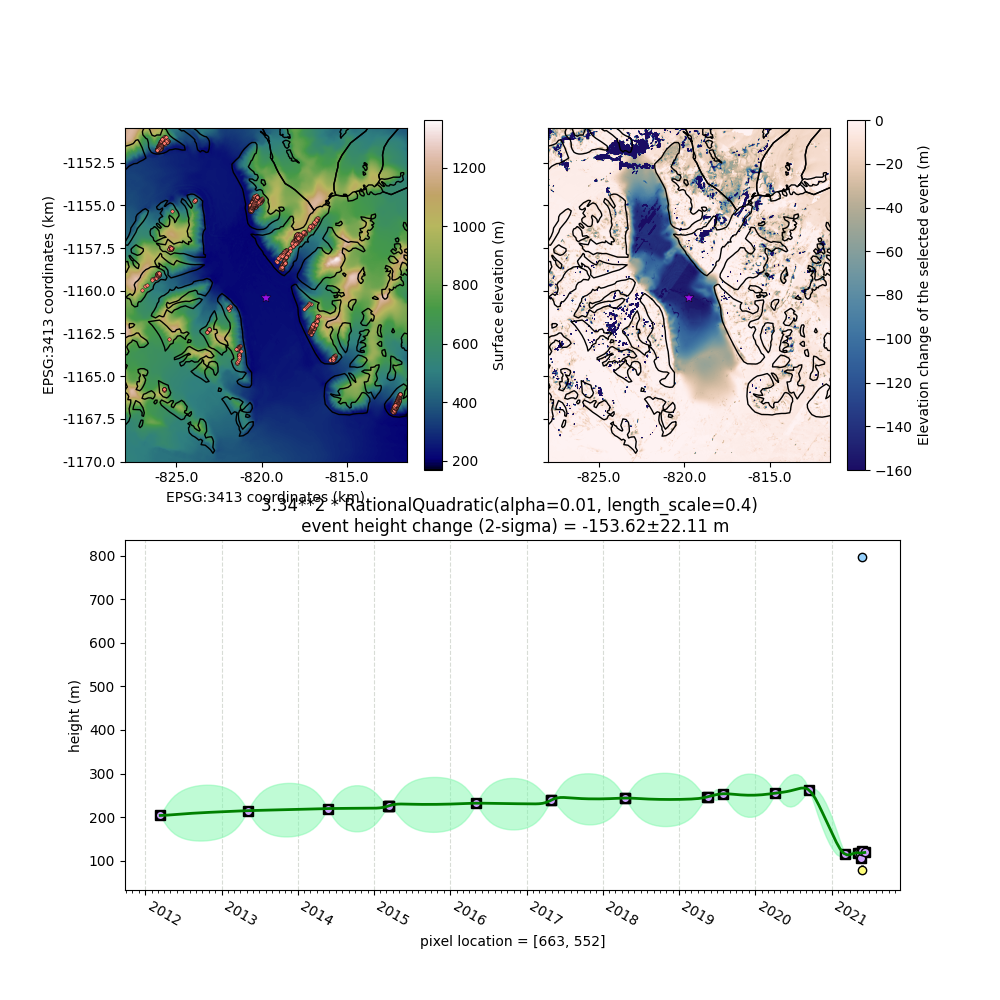 -1152.5
-1155.0
-1157.5
-1160.0
-1162.5
-1165.0
-1167.5
-1170.0
EPSG:3413 coordinates (km)
-825.0 -820.0 -815.0
EPSG:3413 coordinates (km)
1200
1000
800
600
400
200
Surface elevation (m)
-825.0 -820.0 -815.0
0
−20
−40
−60
−80
−100
−120
−140
−160
Elevation change of the selected event (m)
3.34**2 * RationalQuadratic(alpha=0.01, length_scale=0.4)
event height change (2-sigma) = -153.62±22.11 m
800
700
600
500
400
300
200
100
height (m)
2012 2013 2014 2015 2016 2017 2018 2019 2020 2021
pixel location = [663, 552]